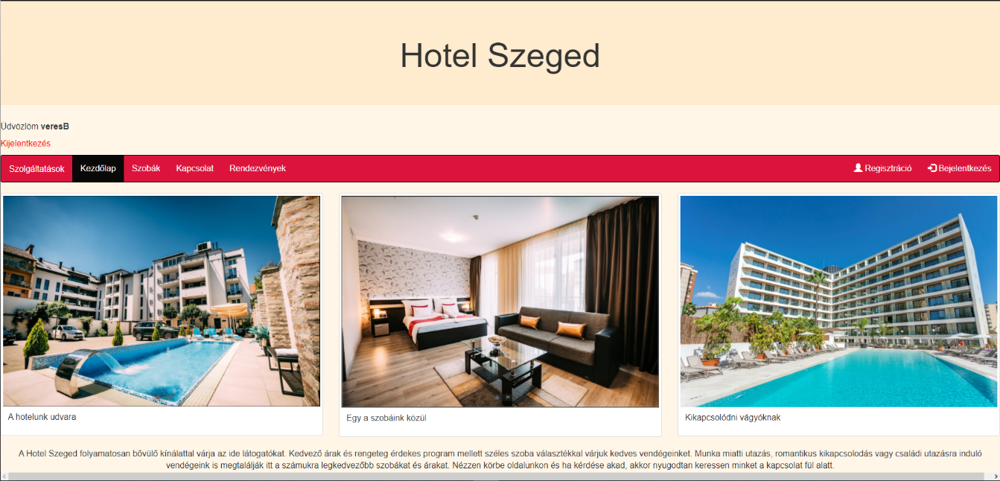 Hotel Szeged
Üdvözlöm veresB
Kijelentkezés
Szolgáltatások Kezdőlap Szobák Kapcsolat Rendezvények Regisztráció Bejelentkezés
A hotelunk udvara
Egy a szobáink közül
Kikapcsolódni vágyóknak
A Hotel Szeged folyamatosan bővülő kínálattal várja az ide látogatókat. Kedvező árak és rengeteg érdekes program mellett széles szoba választékkal várjuk kedves vendégeinket. Munka miatti utazás, romantikus kikapcsolodás vagy családi utazásra induló
vendégeink is megtalálják itt a számukra legkedvezőbb szobákat és árakat. Nézzen körbe oldalunkon és ha kérdése akad, akkor nyugodtan keressen minket a kapcsolat fül alatt.